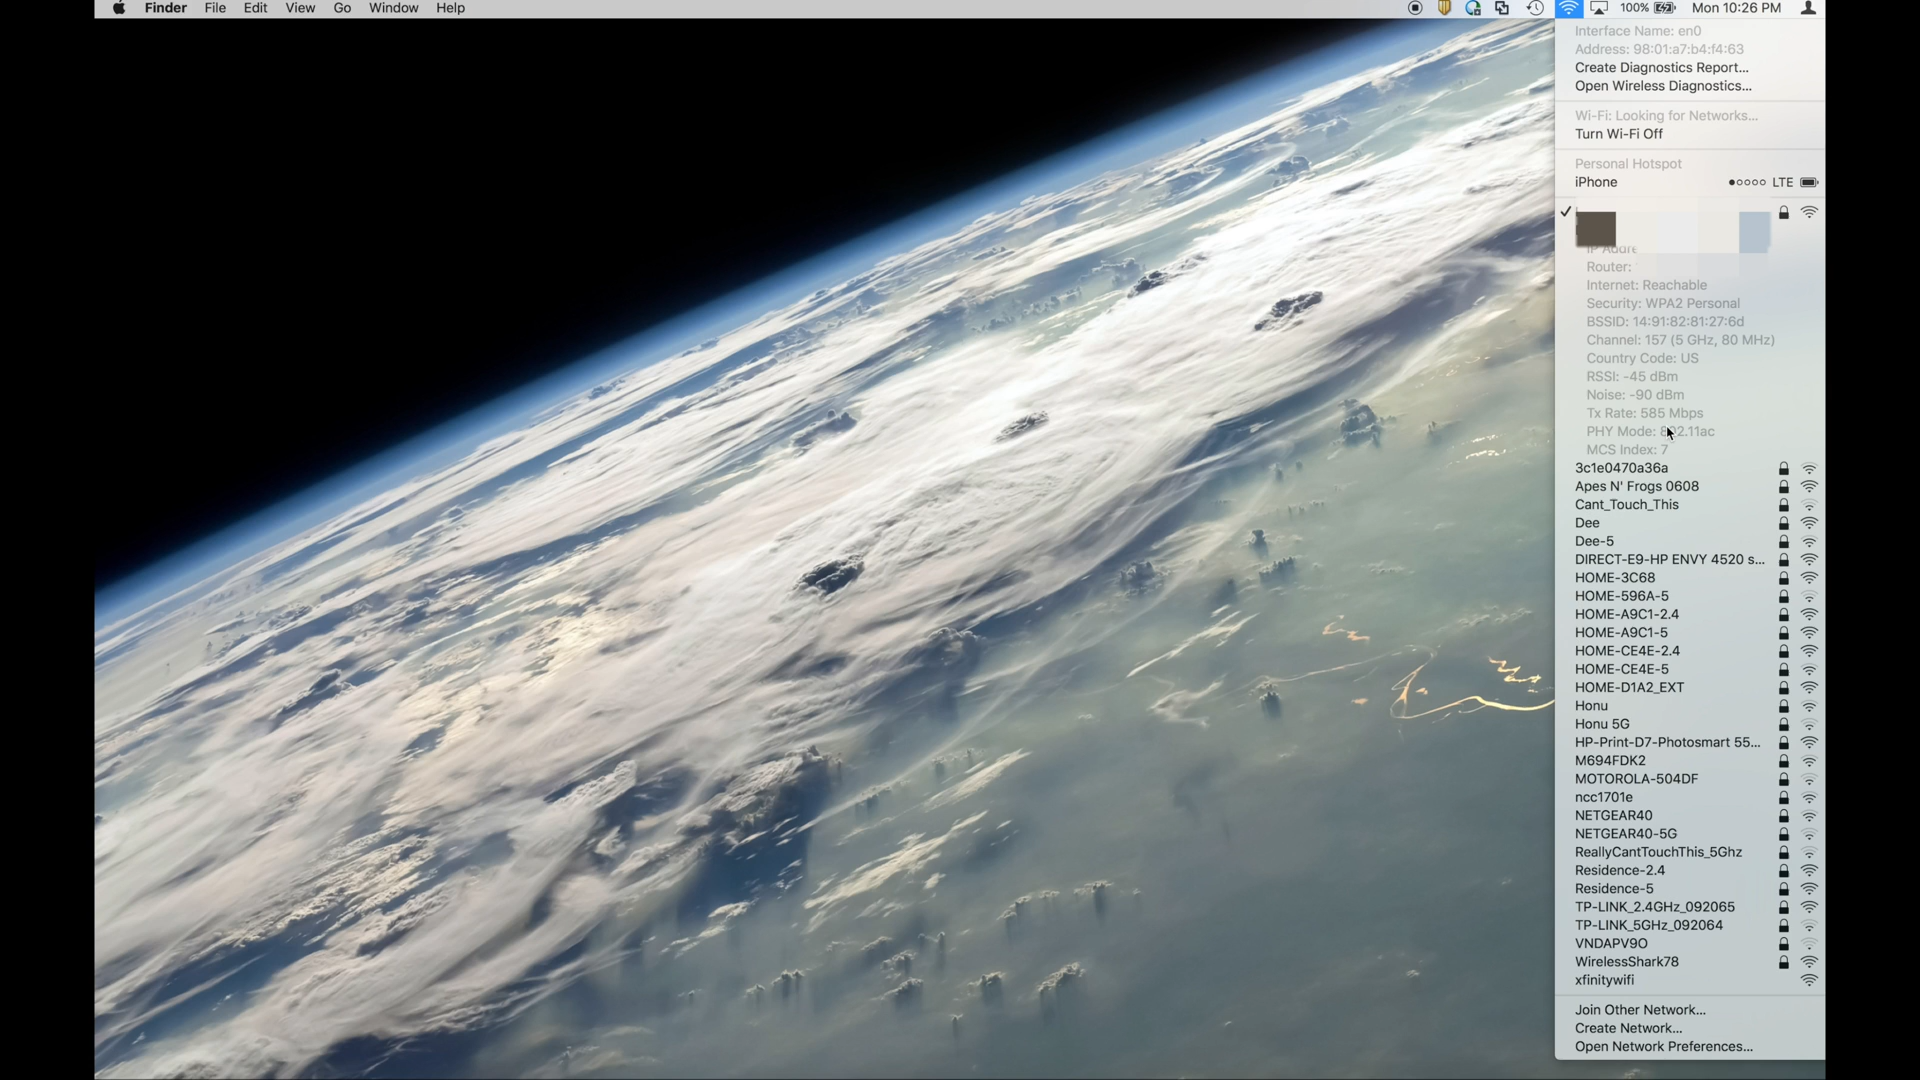 Finder File Edit View Go Window Help 100% Mon 10:26 PM
Interface Name: en0
Address: 98:01:a7:b4:f4:63
Create Diagnostics Report...
Open Wireless Diagnostics...
Wi-Fi: Looking for Networks...
Turn Wi-Fi Off
Personal Hotspot
iPhone LTE
IP
Router:
Internet: Reachable
Security: WPA2 Personal
BSSID: 14:91:82:81:27:6d
Channel: 157 (5 GHz, 80 MHz)
Country Code: US
RSSI: -45 dBm
Noise: -90 dBm
Tx Rate: 585 Mbps
PHY Mode: 802.11ac
MCS Index: 7
3c1e0470a36a
Apes N' Frogs 0608
Cant_Touch_This
Dee
Dee-5
DIRECT-E9-HP ENVY 4520 s...
HOME-3C68
HOME-596A-5
HOME-A9C1-2.4
HOME-A9C1-5
HOME-CE4E-2.4
HOME-CE4E-5
HOME-D1A2_EXT
Honu
Honu 5G
HP-Print-D7-Photosmart 55...
M694FDK2
MOTOROLA-504DF
ncc1701e
NETGEAR40
NETGEAR40-5G
ReallyCantTouchThis_5Ghz
Residence-2.4
Residence-5
TP-LINK_2.4GHz_092065
TP-LINK_5GHz_092064
VNDAPV9O
WirelessShark78
xfinitywifi
Join Other Network...
Create Network...
Open Network Preferences...